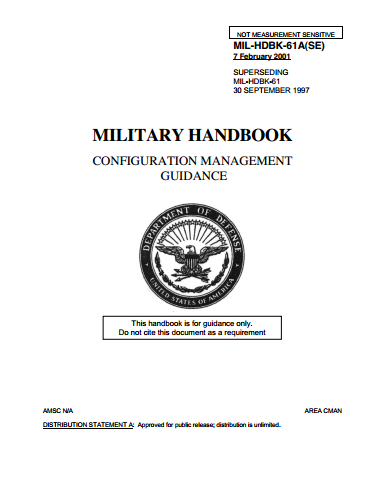 NOT MEASUREMENT SENSITIVE
MIL-HDBK-61A(SE)
7 February 2001
SUPERSEDING
MIL-HDBK-61
30 SEPTEMBER 1997
MILITARY HANDBOOK
CONFIGURATION MANAGEMENT
GUIDANCE
DEPARTMENT OF DEFENSE
UNITED STATES OF AMERICA
This handbook is for guidance only.
Do not cite this document as a requirement
AMSC N/A
AREA CMAN
DISTRIBUTION STATEMENT A: Approved for public release; distribution is unlimited.